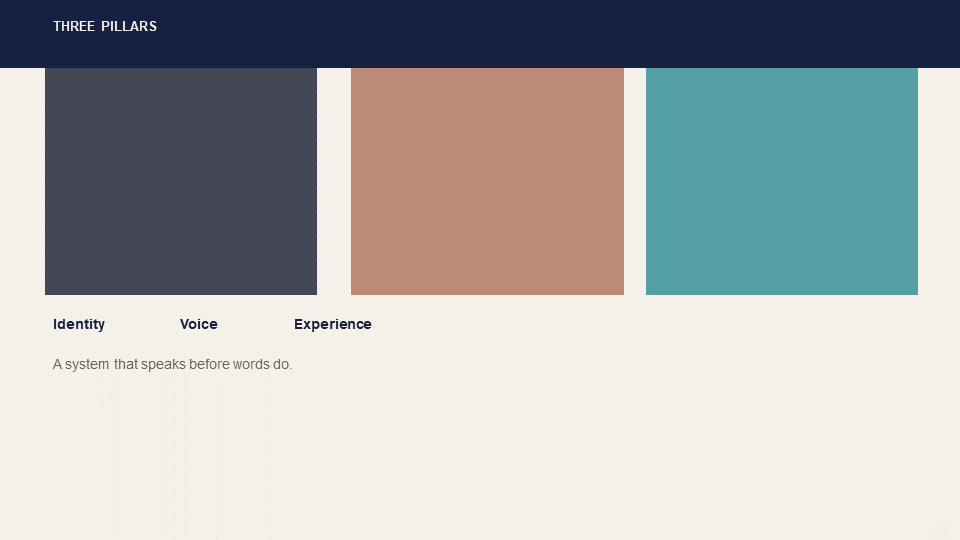 THREE PILLARS
Identity Voice Experience
A system that speaks before words do.